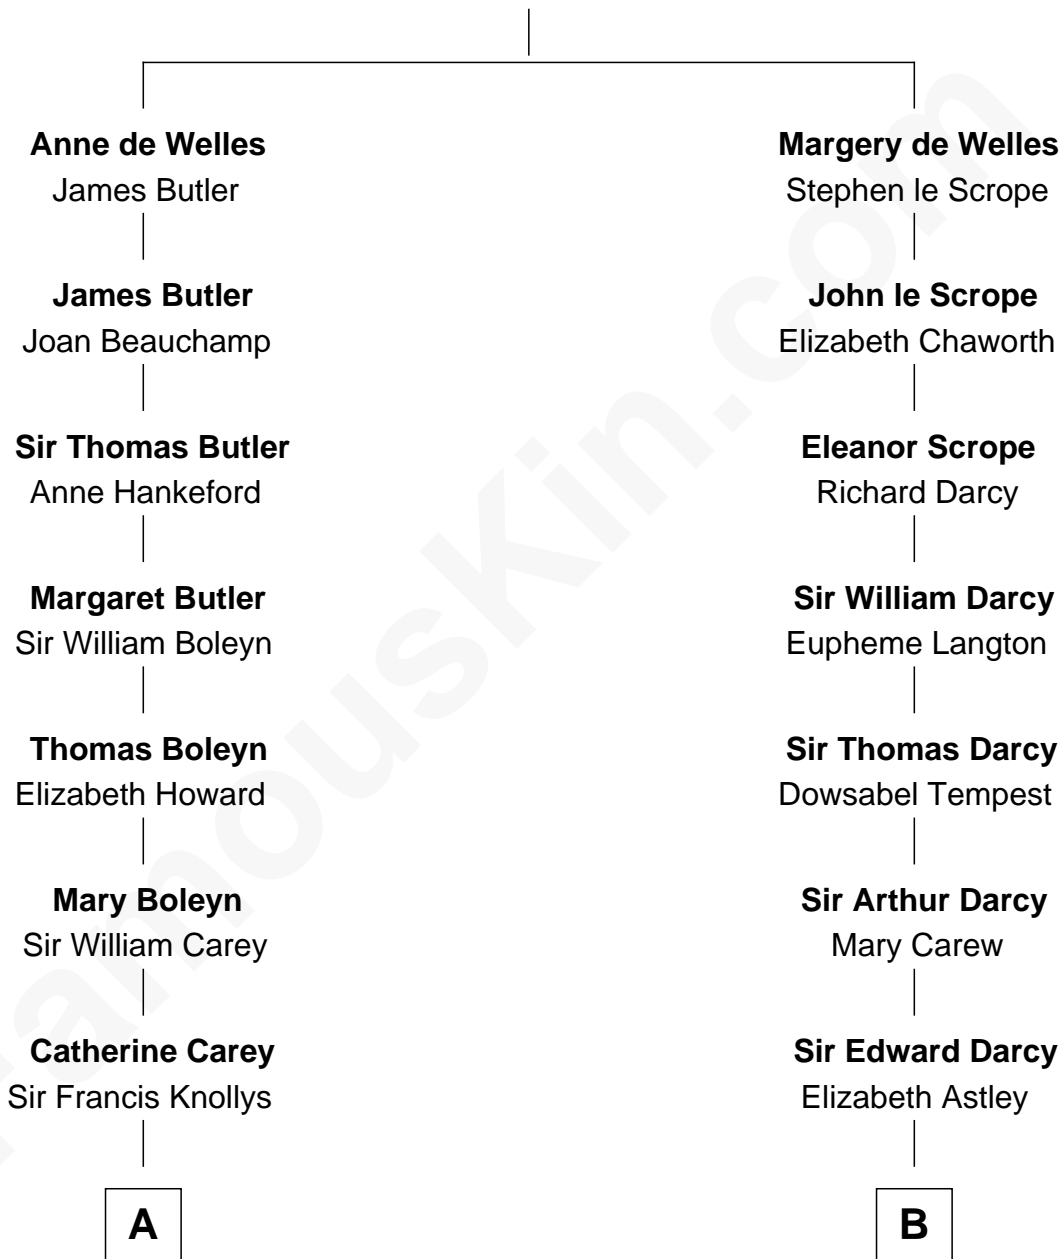 Anne de Welles
James Butler
James Butler
Joan Beauchamp
Sir Thomas Butler
Anne Hankeford
Margaret Butler
Sir William Boleyn
Thomas Boleyn
Elizabeth Howard
Mary Boleyn
Sir William Carey
Catherine Carey
Sir Francis Knollys
A
Margery de Welles
Stephen le Scrope
John le Scrope
Elizabeth Chaworth
Eleanor Scrope
Richard Darcy
Sir William Darcy
Eupheme Langton
Sir Thomas Darcy
Dowsabel Tempest
Sir Arthur Darcy
Mary Carew
Sir Edward Darcy
Elizabeth Astley
B
FamousKin.com